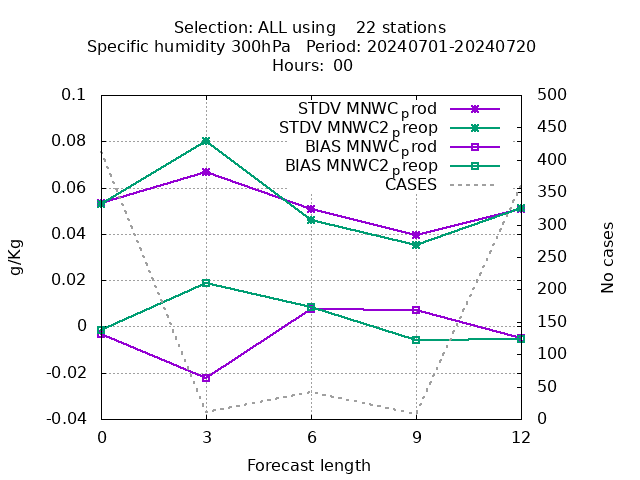 Selection: ALL using 22 stations
Specific humidity 300hPa Period: 20240701-20240720
Hours: 00
0.1
0.08
0.06
0.04
0.02
0
-0.02
-0.04
500
450
400
350
300
250
200
150
100
50
0
STDV MNWC_prod
STDV MNWC2_preop
BIAS MNWC_prod
BIAS MNWC2_preop
CASES
g/Kg
No cases
0 3 6 9 12
Forecast length